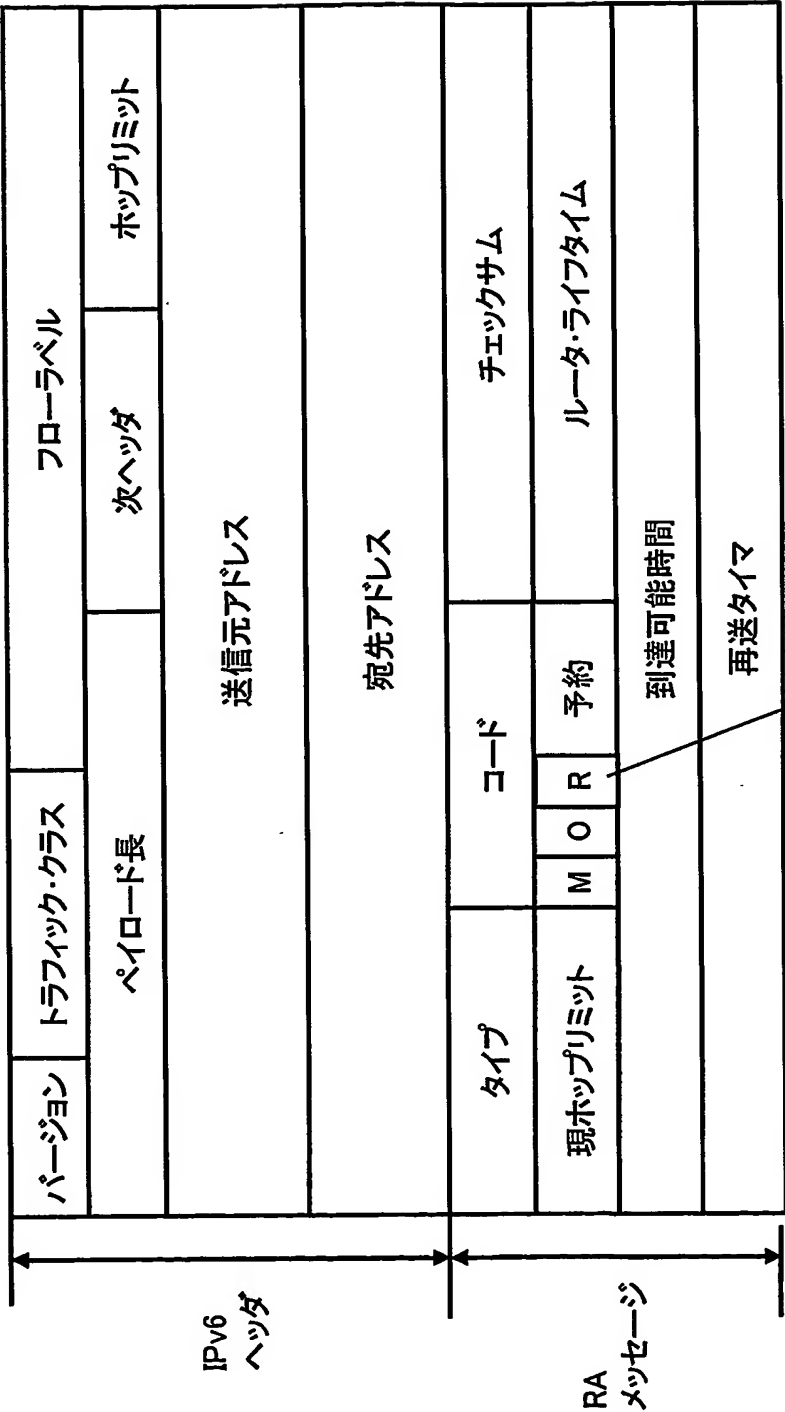 IPv6
ヘッダ
バージョン
トラフィック・クラス
フローラベル
ペイロード長
次ヘッダ
ホップリミット
送信元アドレス
宛先アドレス
RA
メッセージ
タイプ
コード
チェックサム
現ホップリミット
M
O
R
予約
ルータ・ライフタイム
到達可能時間
再送タイマ